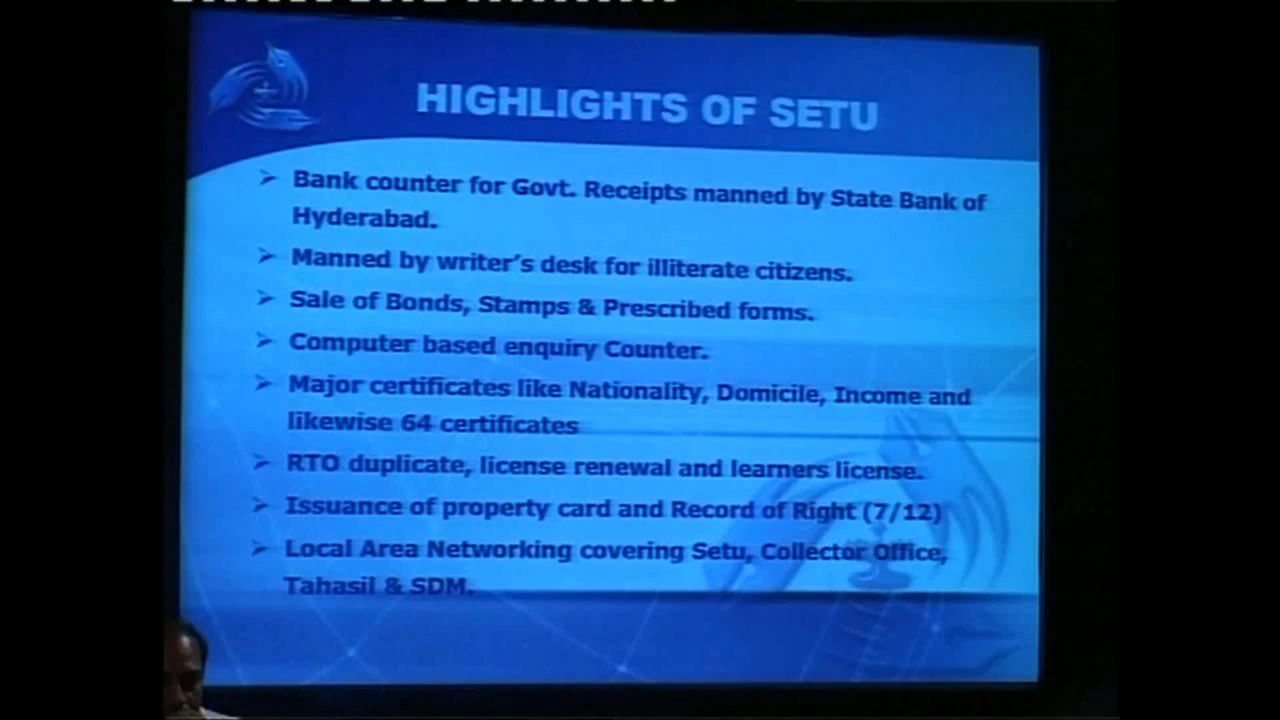 HIGHLIGHTS OF SETU
➢ Bank counter for Govt. Receipts manned by State Bank of
Hyderabad.
➢ Manned by writer's desk for illiterate citizens.
➢ Sale of Bonds, Stamps & Prescribed forms.
➢ Computer based enquiry Counter.
➢ Major certificates like Nationality, Domicile, Income and
likewise 64 certificates
➢ RTO duplicate, license renewal and learners license.
➢ Issuance of property card and Record of Right (7/12)
➢ Local Area Networking covering Setu, Collector Office,
Tahasil & SDM.